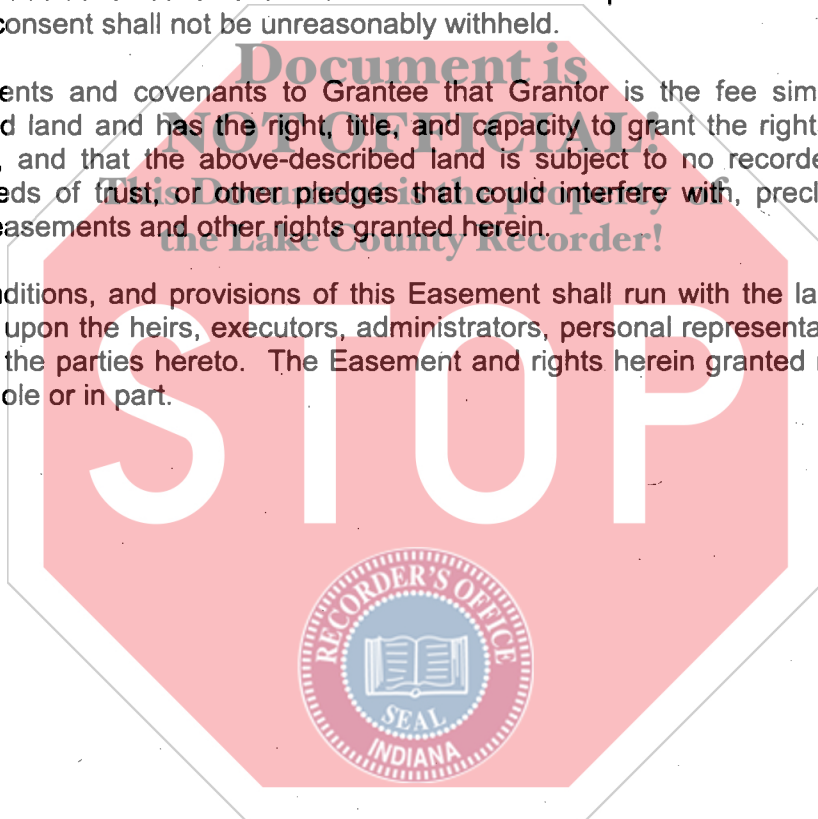 consent shall not be unreasonably withheld.
Document is
ents and covenants to Grantee that Grantor is the fee sim
d land and has the right, title, and capacity to grant the right
NOT OFFICIAL!
, and that the above-described land is subject to no recorde
eds of trust, or other pledges that could interfere with, precl
This Document is the property of
easements and other rights granted herein.
the Lake County Recorder!
ditions, and provisions of this Easement shall run with the la
upon the heirs, executors, administrators, personal representa
the parties hereto. The Easement and rights herein granted
ole or in part.
STOP
RECORDER'S OFFICE
SEAL
INDIANA